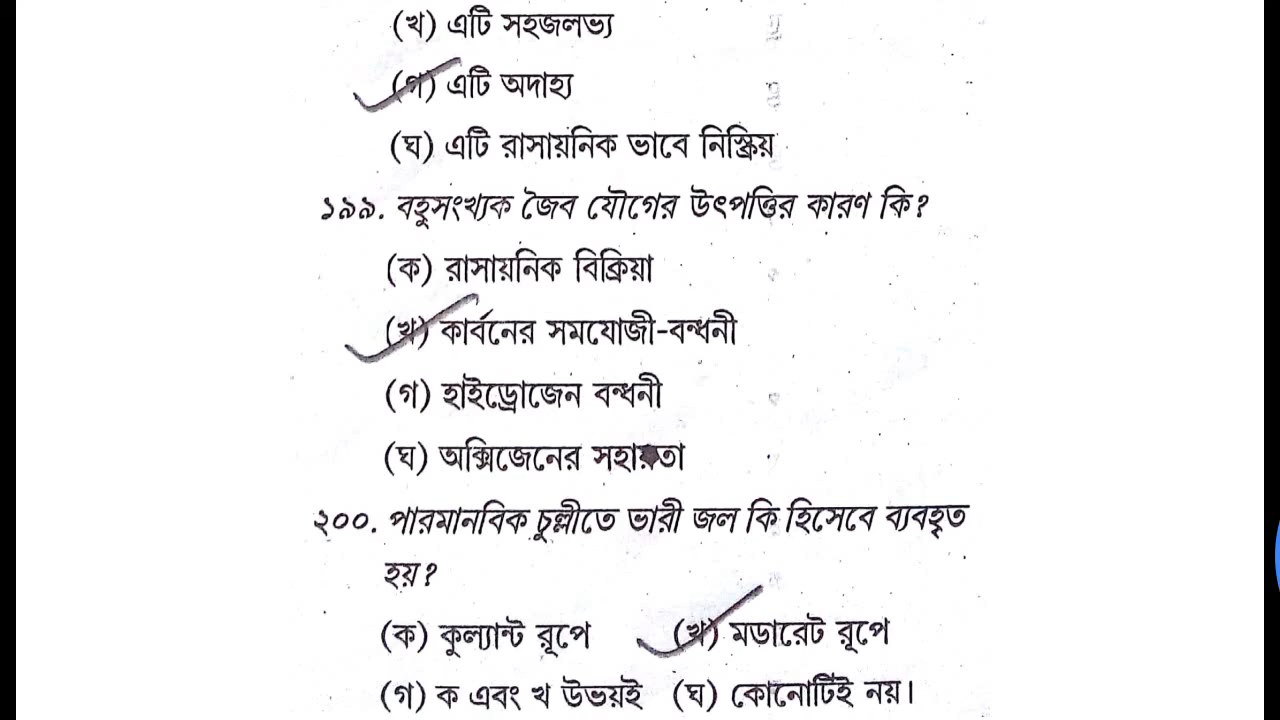 (খ) এটি সহজলভ্য
(গ) এটি অদাহ্য
(ঘ) এটি রাসায়নিক ভাবে নিষ্ক্রিয়
১৯৯. বহুসংখ্যক জৈব যৌগের উৎপত্তির কারণ কি?
(ক) রাসায়নিক বিক্রিয়া
(খ) কার্বনের সমযোজী-বন্ধনী
(গ) হাইড্রোজেন বন্ধনী
(ঘ) অক্সিজেনের সহায়তা
২০০. পারমানবিক চুল্লীতে ভারী জল কি হিসেবে ব্যবহৃত
হয়?
(ক) কুল্যান্ট রূপে (খ) মডারেট রূপে
(গ) ক এবং খ উভয়ই (ঘ) কোনোটিই নয়।